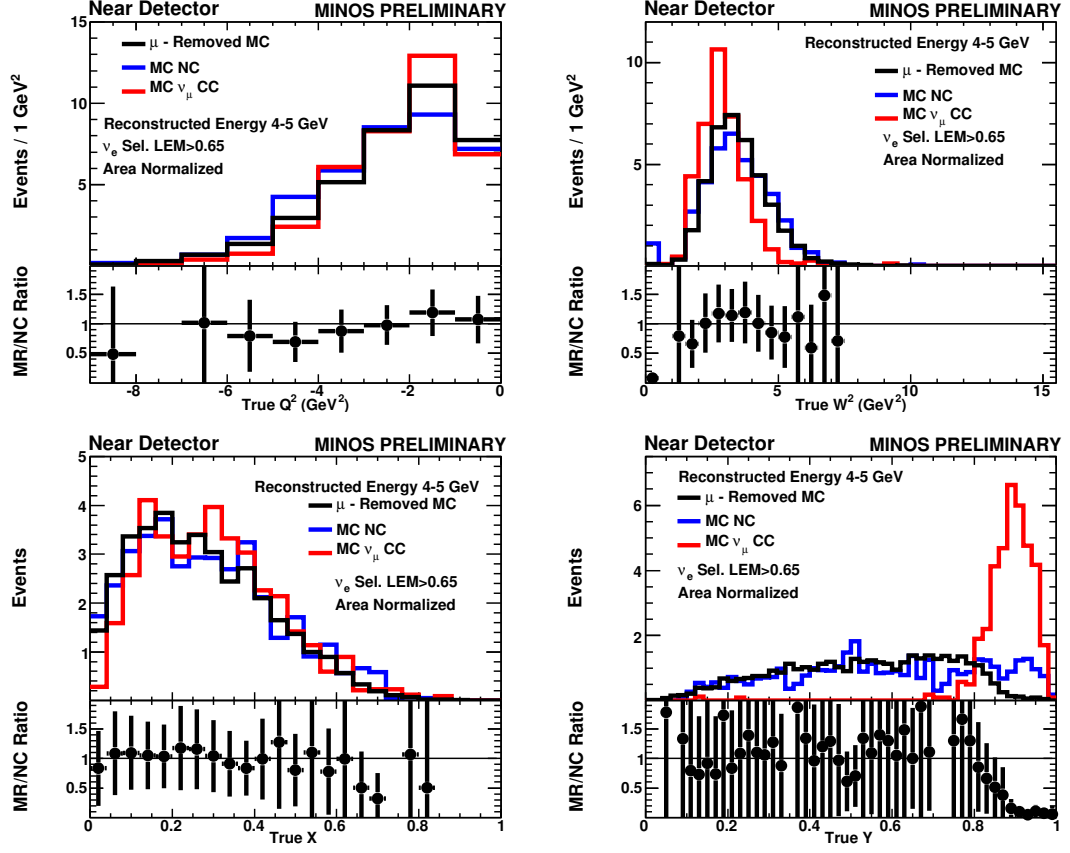 Near Detector MINOS PRELIMINARY
15
10
5
Events / 1 GeV²
μ - Removed MC
MC NC
MC νμ CC
Reconstructed Energy 4-5 GeV
νe Sel. LEM>0.65
Area Normalized
MR/NC Ratio
1.5
1
0.5
-8 -6 -4 -2 0
True Q² (GeV²)
Near Detector MINOS PRELIMINARY
10
5
Events / 1 GeV²
Reconstructed Energy 4-5 GeV
μ - Removed MC
MC NC
MC νμ CC
νe Sel. LEM>0.65
Area Normalized
MR/NC Ratio
1.5
1
0.5
0 5 10 15
True W² (GeV²)
Near Detector MINOS PRELIMINARY
5
4
3
2
1
Events
Reconstructed Energy 4-5 GeV
μ - Removed MC
MC NC
MC νμ CC
νe Sel. LEM>0.65
Area Normalized
MR/NC Ratio
1.5
1
0.5
0 0.2 0.4 0.6 0.8 1
True X
Near Detector MINOS PRELIMINARY
6
4
2
Events
Reconstructed Energy 4-5 GeV
μ - Removed MC
MC NC
MC νμ CC
νe Sel. LEM>0.65
Area Normalized
MR/NC Ratio
1.5
1
0.5
0 0.2 0.4 0.6 0.8 1
True Y